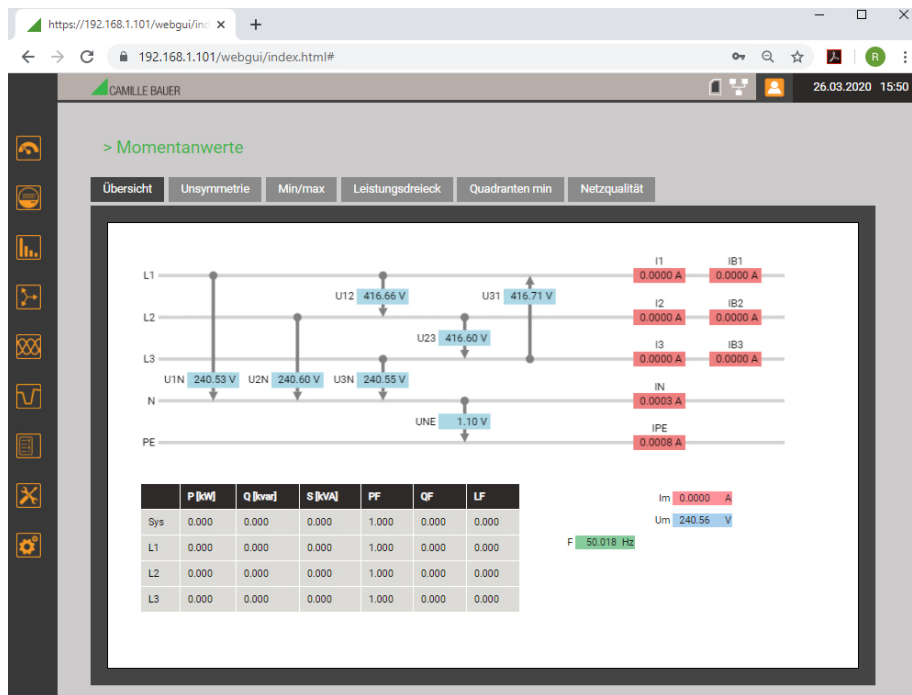 https://192.168.1.101/webgui/ind
192.168.1.101/webgui/index.html#
R
CAMILLE BAUER
26.03.2020 15:50
> Momentanwerte
Übersicht Unsymmetrie Min/max Leistungsdreieck Quadranten min Netzqualität
I1 IB1
L1 0.0000 A 0.0000 A
U12 416.66 V U31 416.71 V
I2 IB2
L2 0.0000 A 0.0000 A
U23 416.60 V
I3 IB3
L3 0.0000 A 0.0000 A
U1N 240.53 V U2N 240.60 V U3N 240.55 V
IN
N 0.0003 A
UNE 1.10 V
IPE
PE 0.0008 A
P [kW] Q [kvar] S [kVA] PF QF LF
Sys 0.000 0.000 0.000 1.000 0.000 0.000
L1 0.000 0.000 0.000 1.000 0.000 0.000
L2 0.000 0.000 0.000 1.000 0.000 0.000
L3 0.000 0.000 0.000 1.000 0.000 0.000
Im 0.0000 A
Um 240.56 V
F 50.018 Hz